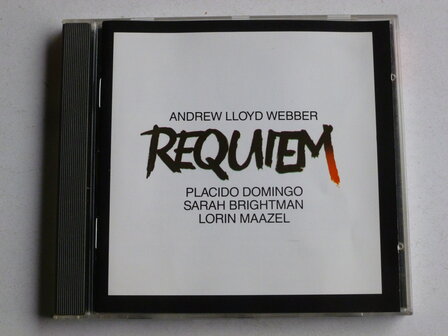 ANDREW LLOYD WEBBER
REQUIEM
PLACIDO DOMINGO
SARAH BRIGHTMAN
LORIN MAAZEL